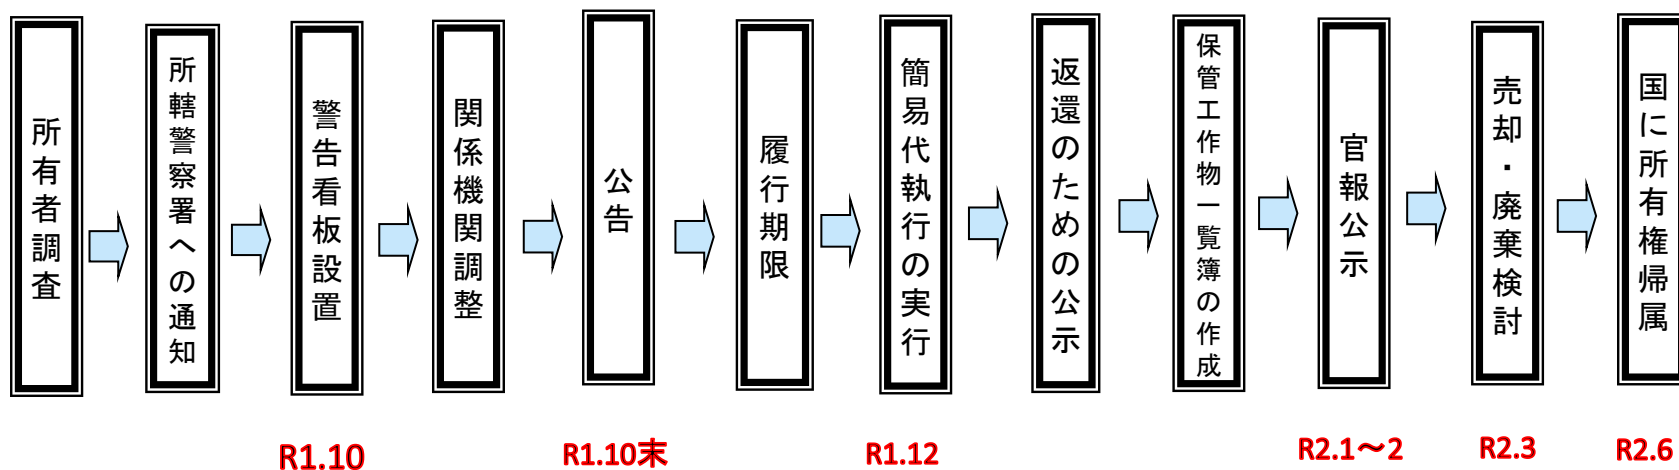 所有者調査
所轄警察署への通知
警告看板設置
関係機関調整
公告
履行期限
簡易代執行の実行
返還のための公示
保管工作物一覧簿の作成
官報公示
売却・廃棄検討
国に所有権帰属
R1.10
R1.10末
R1.12
R2.1～2
R2.3
R2.6